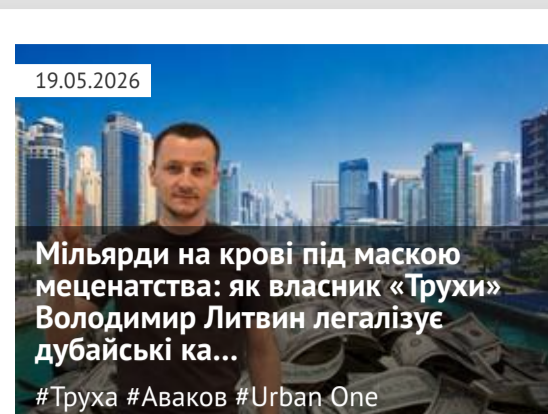 19.05.2026
Мільярди на крові під маскою
меценатства: як власник «Трухи»
Володимир Литвин легалізує
дубайські ка...
#Труха #Аваков #Urban One